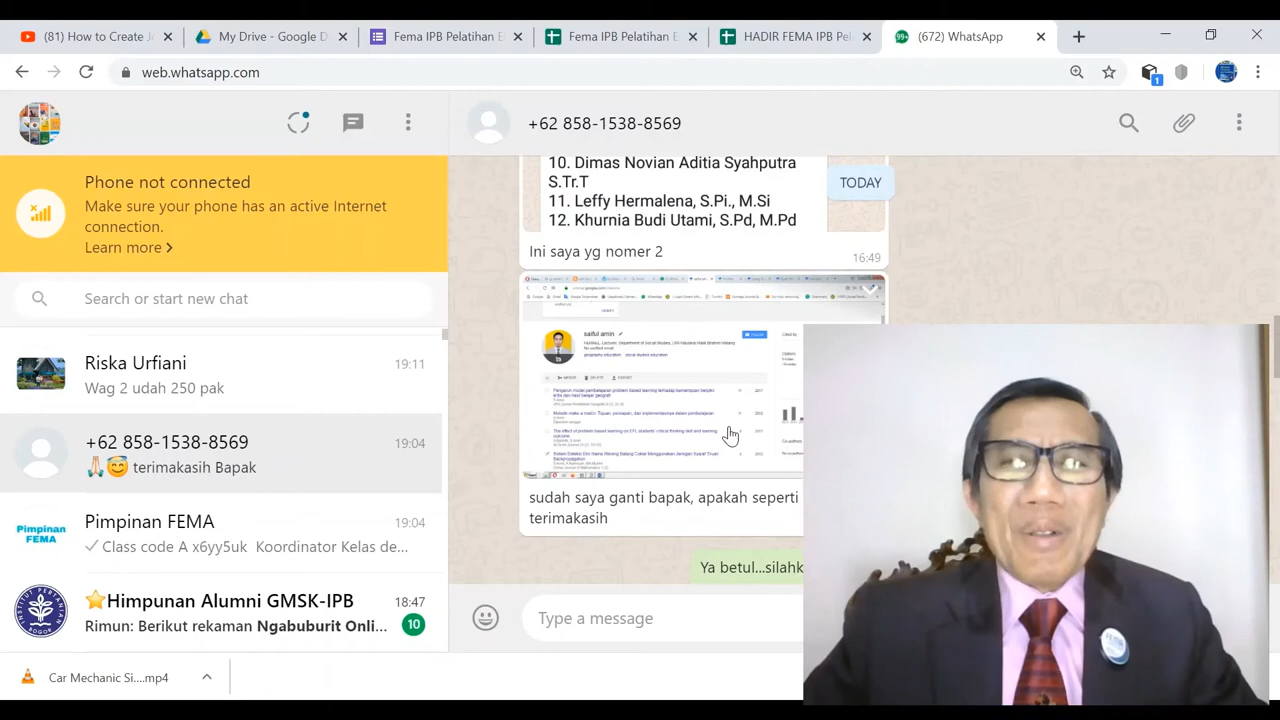 (81) How to Create J
My Drive - Google D
Fema IPB Pelatihan E
Fema IPB Pelatihan E
HADIR FEMA IPB Pel
99+
(672) WhatsApp
web.whatsapp.com
1
+62 858-1538-8569
Phone not connected
Make sure your phone has an active Internet
connection.
Learn more
Search or start new chat
Riska Urfiani
19:11
Wag 2 udah 250 pak
+62 858-1538-8569
19:04
terimakasih Bapak
Pimpinan FEMA
19:04
Pimpinan
FEMA
Class code A x6yy5uk Koordinator Kelas de...
Himpunan Alumni GMSK-IPB
18:47
Rimun: Berikut rekaman Ngabuburit Onli...
10
10. Dimas Novian Aditia Syahputra
S.Tr.T
TODAY
11. Leffy Hermalena, S.Pi., M.Si
12. Khurnia Budi Utami, S.Pd, M.Pd
Ini saya yg nomer 2
16:49
saiful amin
sudah saya ganti bapak, apakah seperti
terimakasih
Ya betul...silahk
Type a message
Car Mechanic Si....mp4